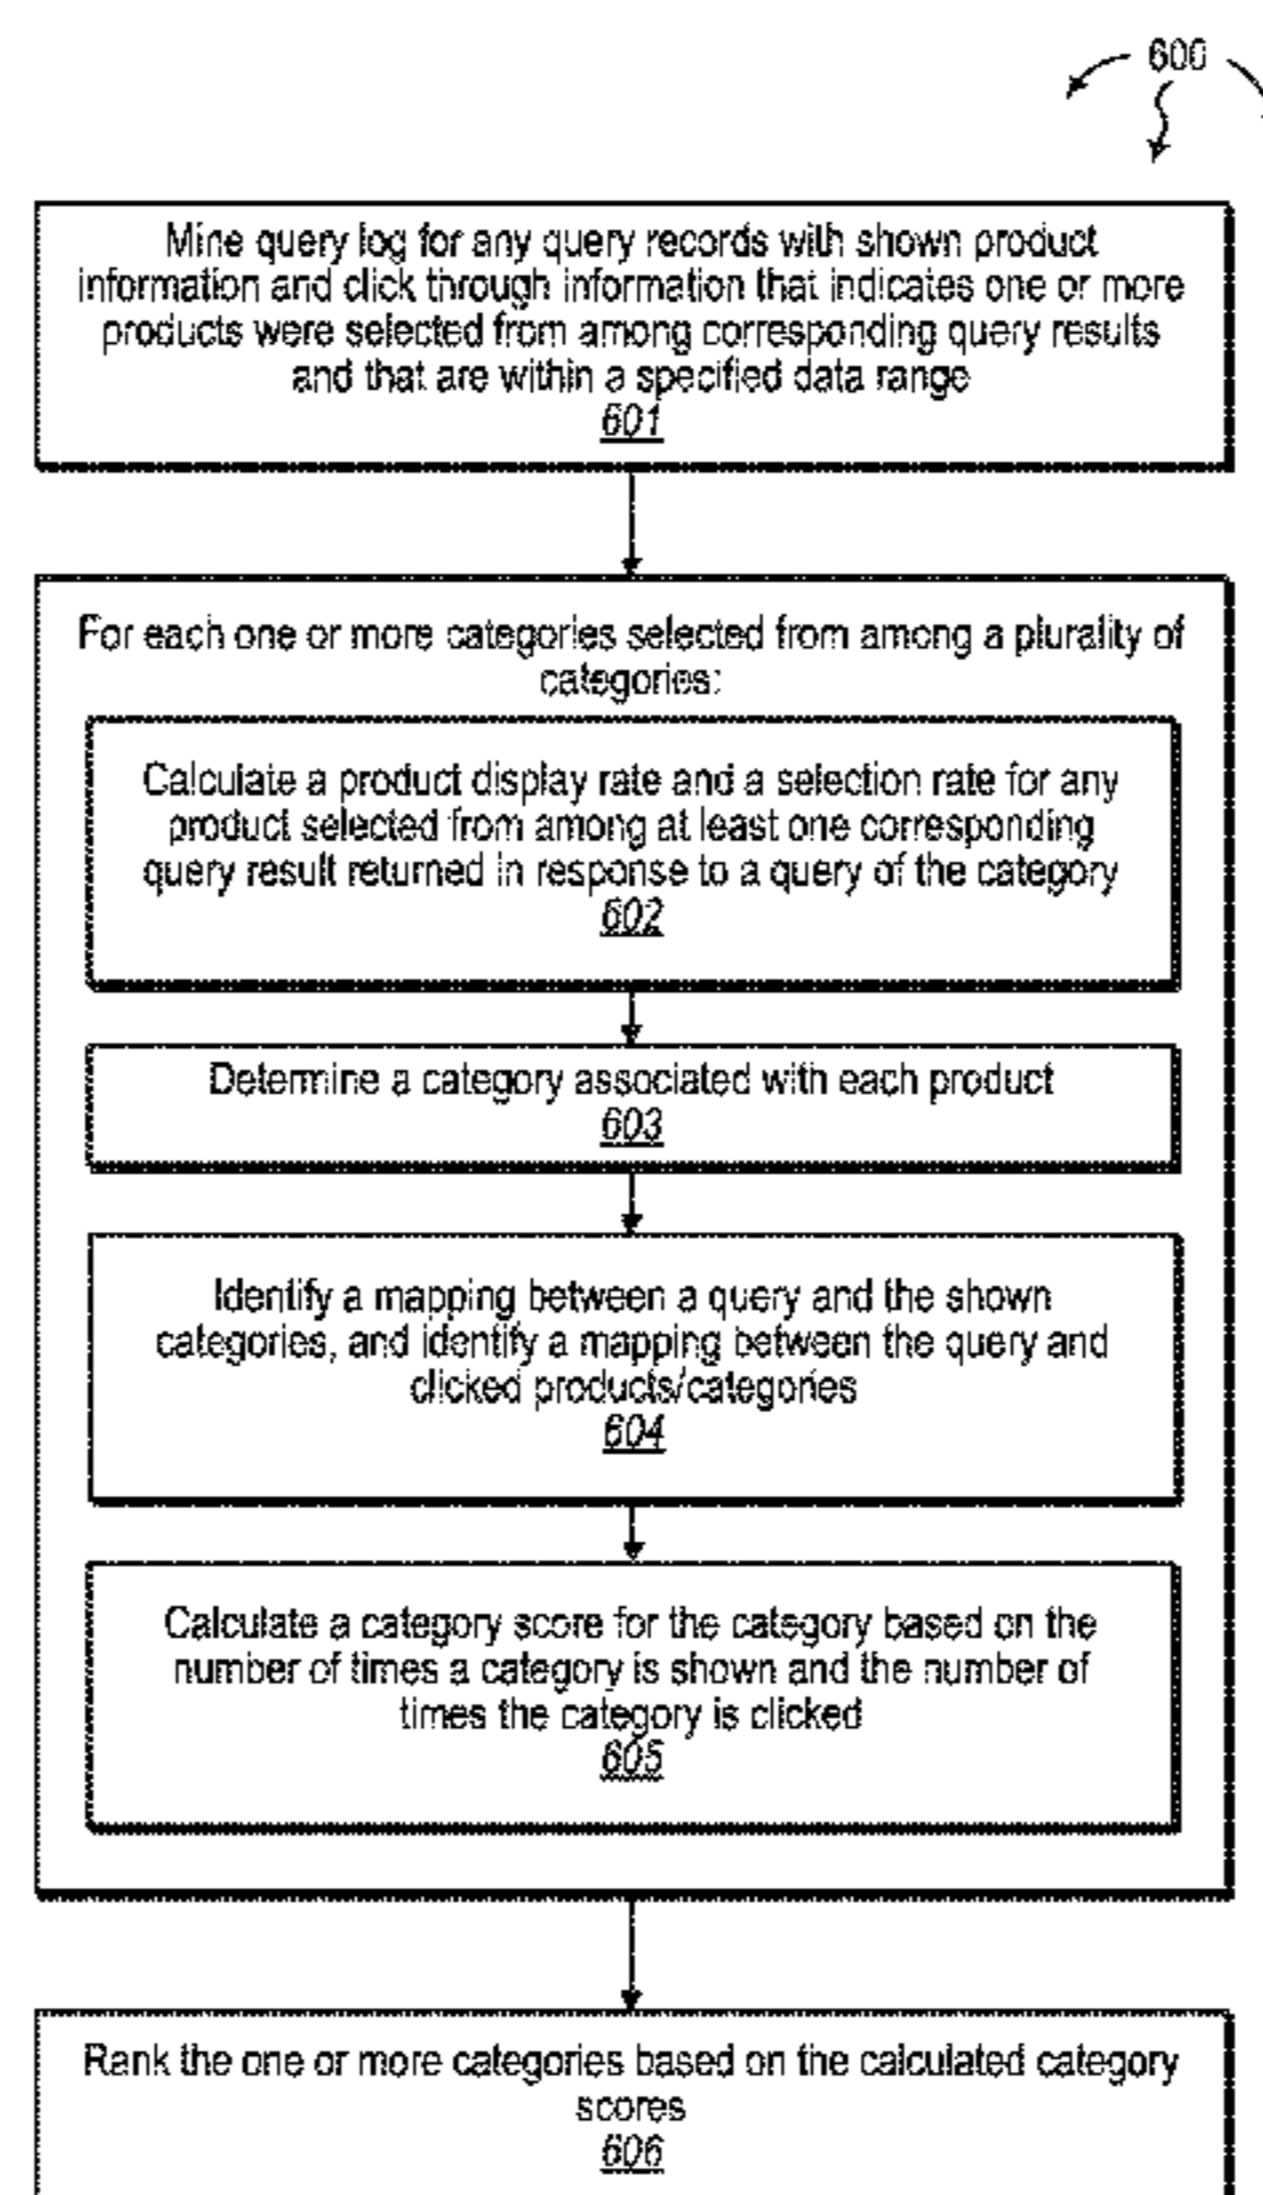 600
Mine query log for any query records with shown product
information and click through information that indicates one or more
products were selected from among corresponding query results
and that are within a specified data range
601
For each one or more categories selected from among a plurality of
categories:
Calculate a product display rate and a selection rate for any
product selected from among at least one corresponding
query result returned in response to a query of the category
602
Determine a category associated with each product
603
Identify a mapping between a query and the shown
categories, and identify a mapping between the query and
clicked products/categories
604
Calculate a category score for the category based on the
number of times a category is shown and the number of
times the category is clicked
605
Rank the one or more categories based on the calculated category
scores
606